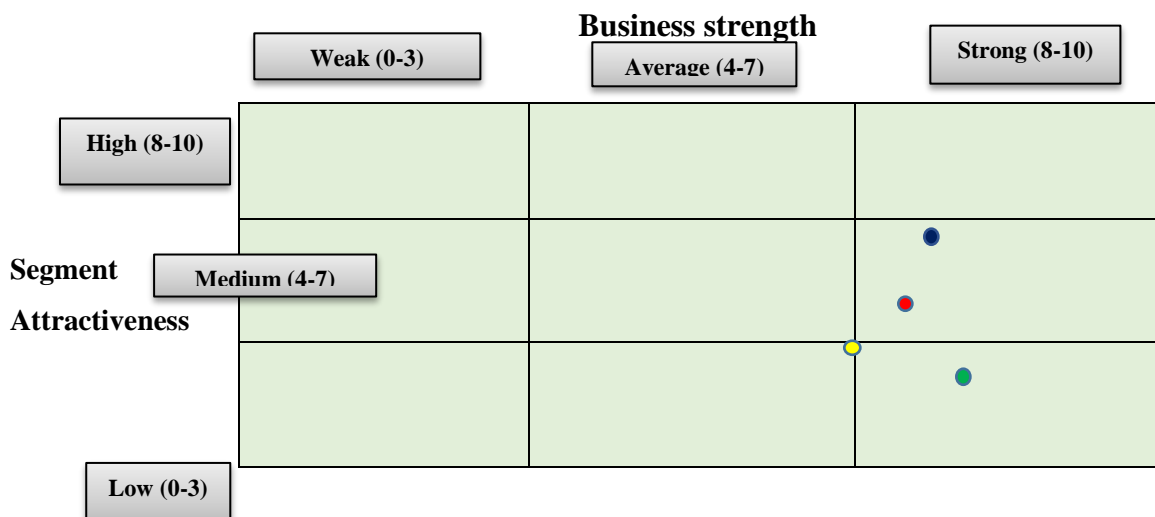 Business strength
Weak (0-3)
Average (4-7)
Strong (8-10)
High (8-10)
Segment
Attractiveness
Medium (4-7)
Low (0-3)